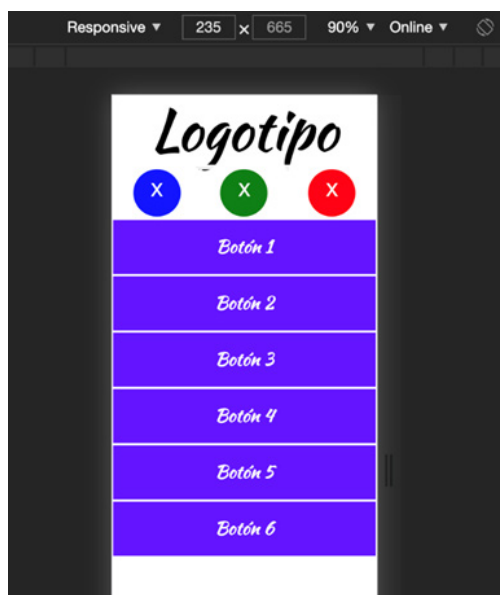 Responsive ▼ 235 × 665 90% ▼ Online ▼
Logotipo
X X X
Botón 1
Botón 2
Botón 3
Botón 4
Botón 5
Botón 6